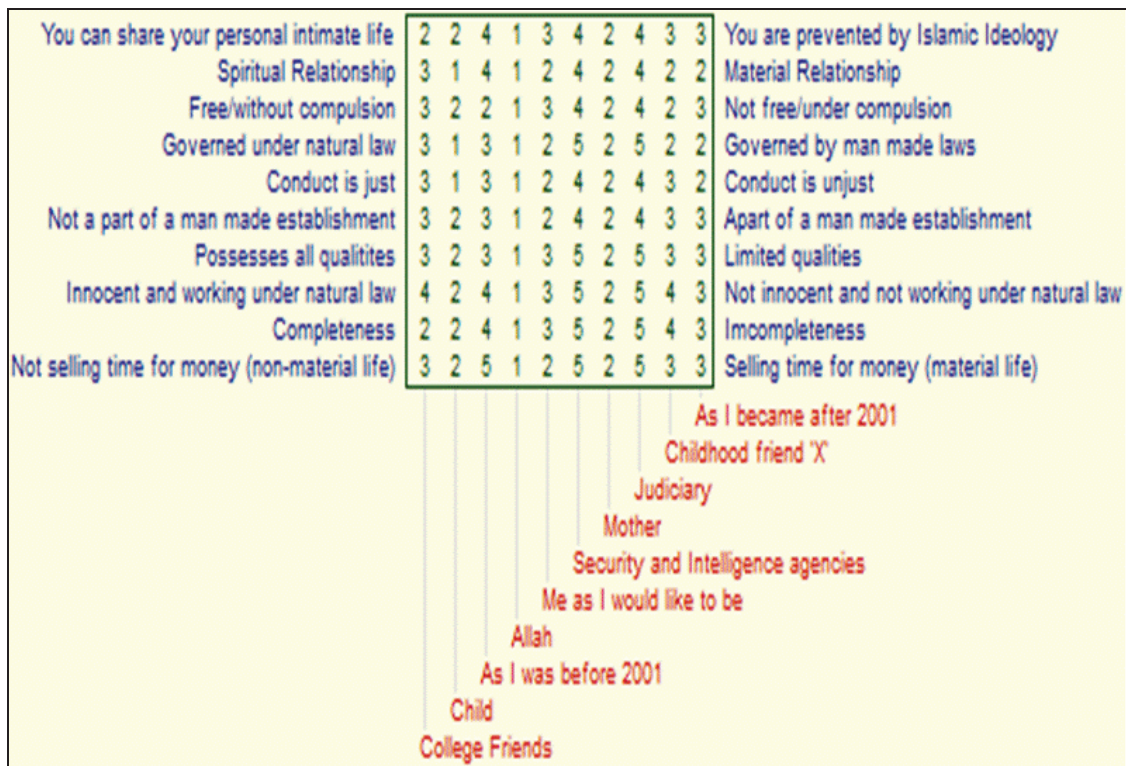 You can share your personal intimate life 2 2 4 1 3 4 2 4 3 3 You are prevented by Islamic Ideology
Spiritual Relationship 3 1 4 1 2 4 2 4 2 2 Material Relationship
Free/without compulsion 3 2 2 1 3 4 2 4 2 3 Not free/under compulsion
Governed under natural law 3 1 3 1 2 5 2 5 2 2 Governed by man made laws
Conduct is just 3 1 3 1 2 4 2 4 3 2 Conduct is unjust
Not a part of a man made establishment 3 2 3 1 2 4 2 4 3 3 Apart of a man made establishment
Possesses all qualitites 3 2 3 1 3 5 2 5 3 3 Limited qualities
Innocent and working under natural law 4 2 4 1 3 5 2 5 4 3 Not innocent and not working under natural law
Completeness 2 2 4 1 3 5 2 5 4 3 Imcompleteness
Not selling time for money (non-material life) 3 2 5 1 2 5 2 5 3 3 Selling time for money (material life)
As I became after 2001
Childhood friend 'X'
Judiciary
Mother
Security and Intelligence agencies
Me as I would like to be
Allah
As I was before 2001
Child
College Friends